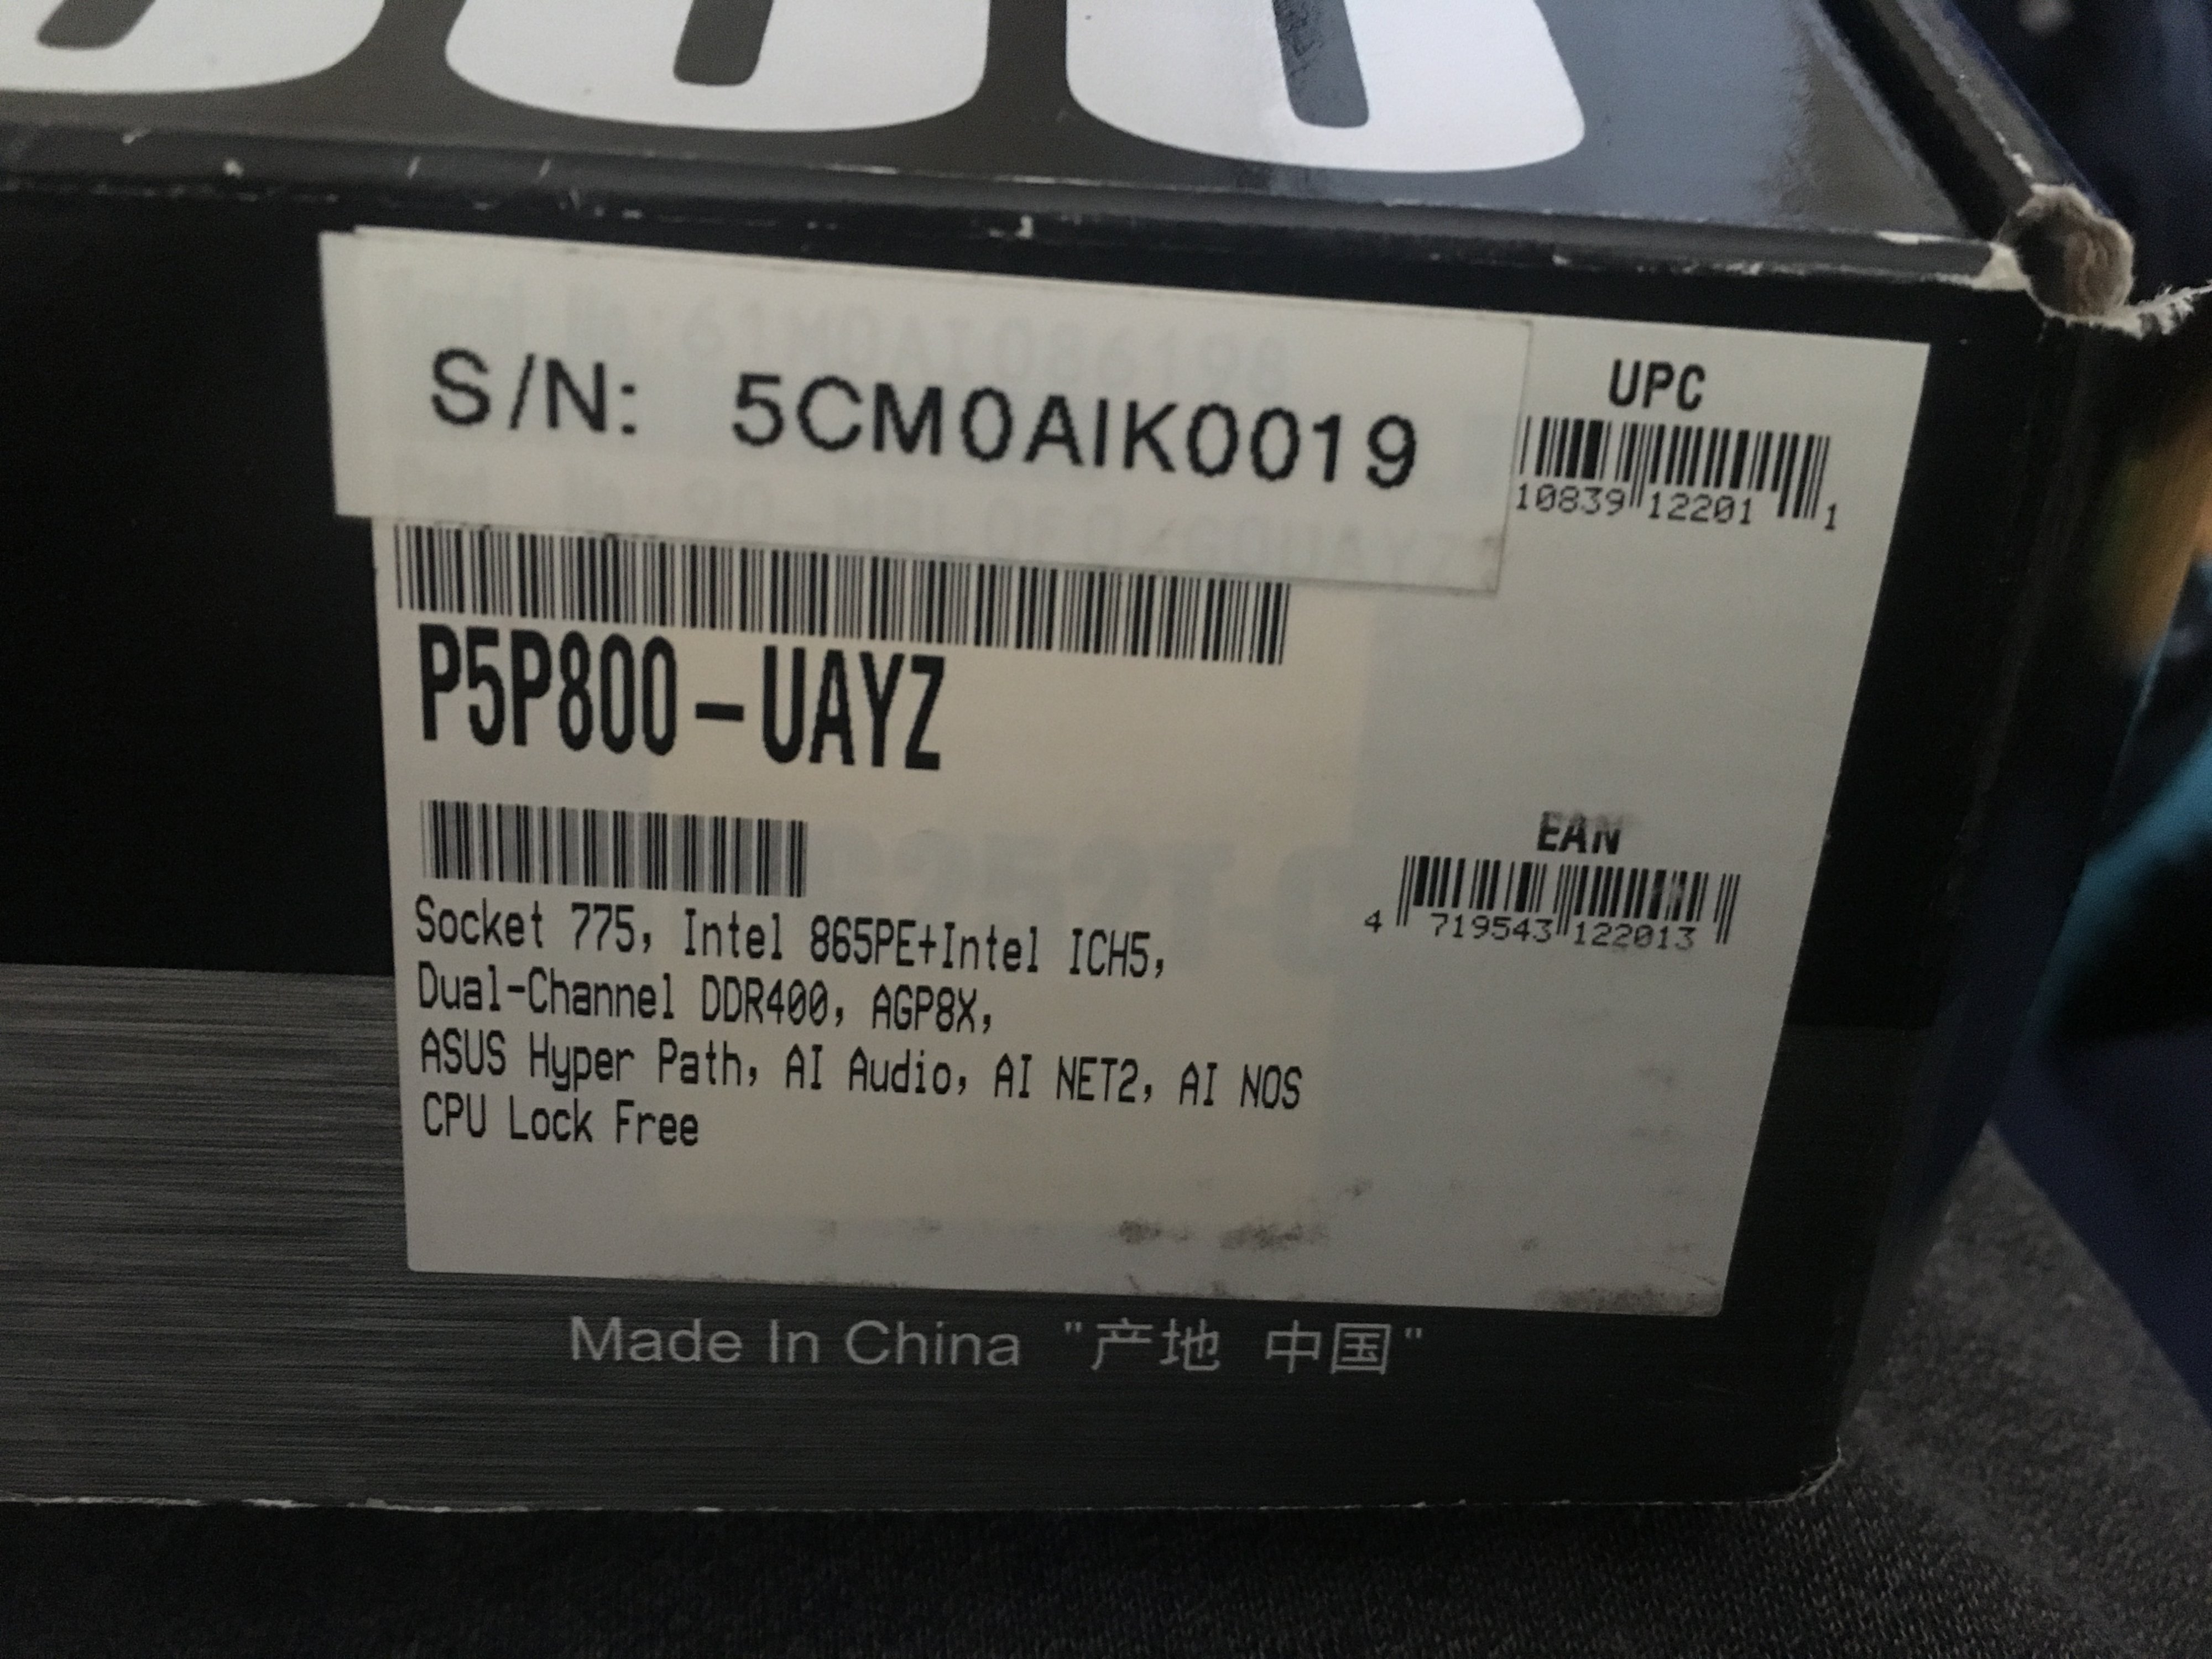 S/N: 5CM0AIK0019
UPC
10839 12201 1
P5P800-UAYZ
EAN
4 719543 122013
Socket 775, Intel 865PE+Intel ICH5,
Dual-Channel DDR400, AGP8X,
ASUS Hyper Path, AI Audio, AI NET2, AI NOS
CPU Lock Free
Made In China "产地 中国"